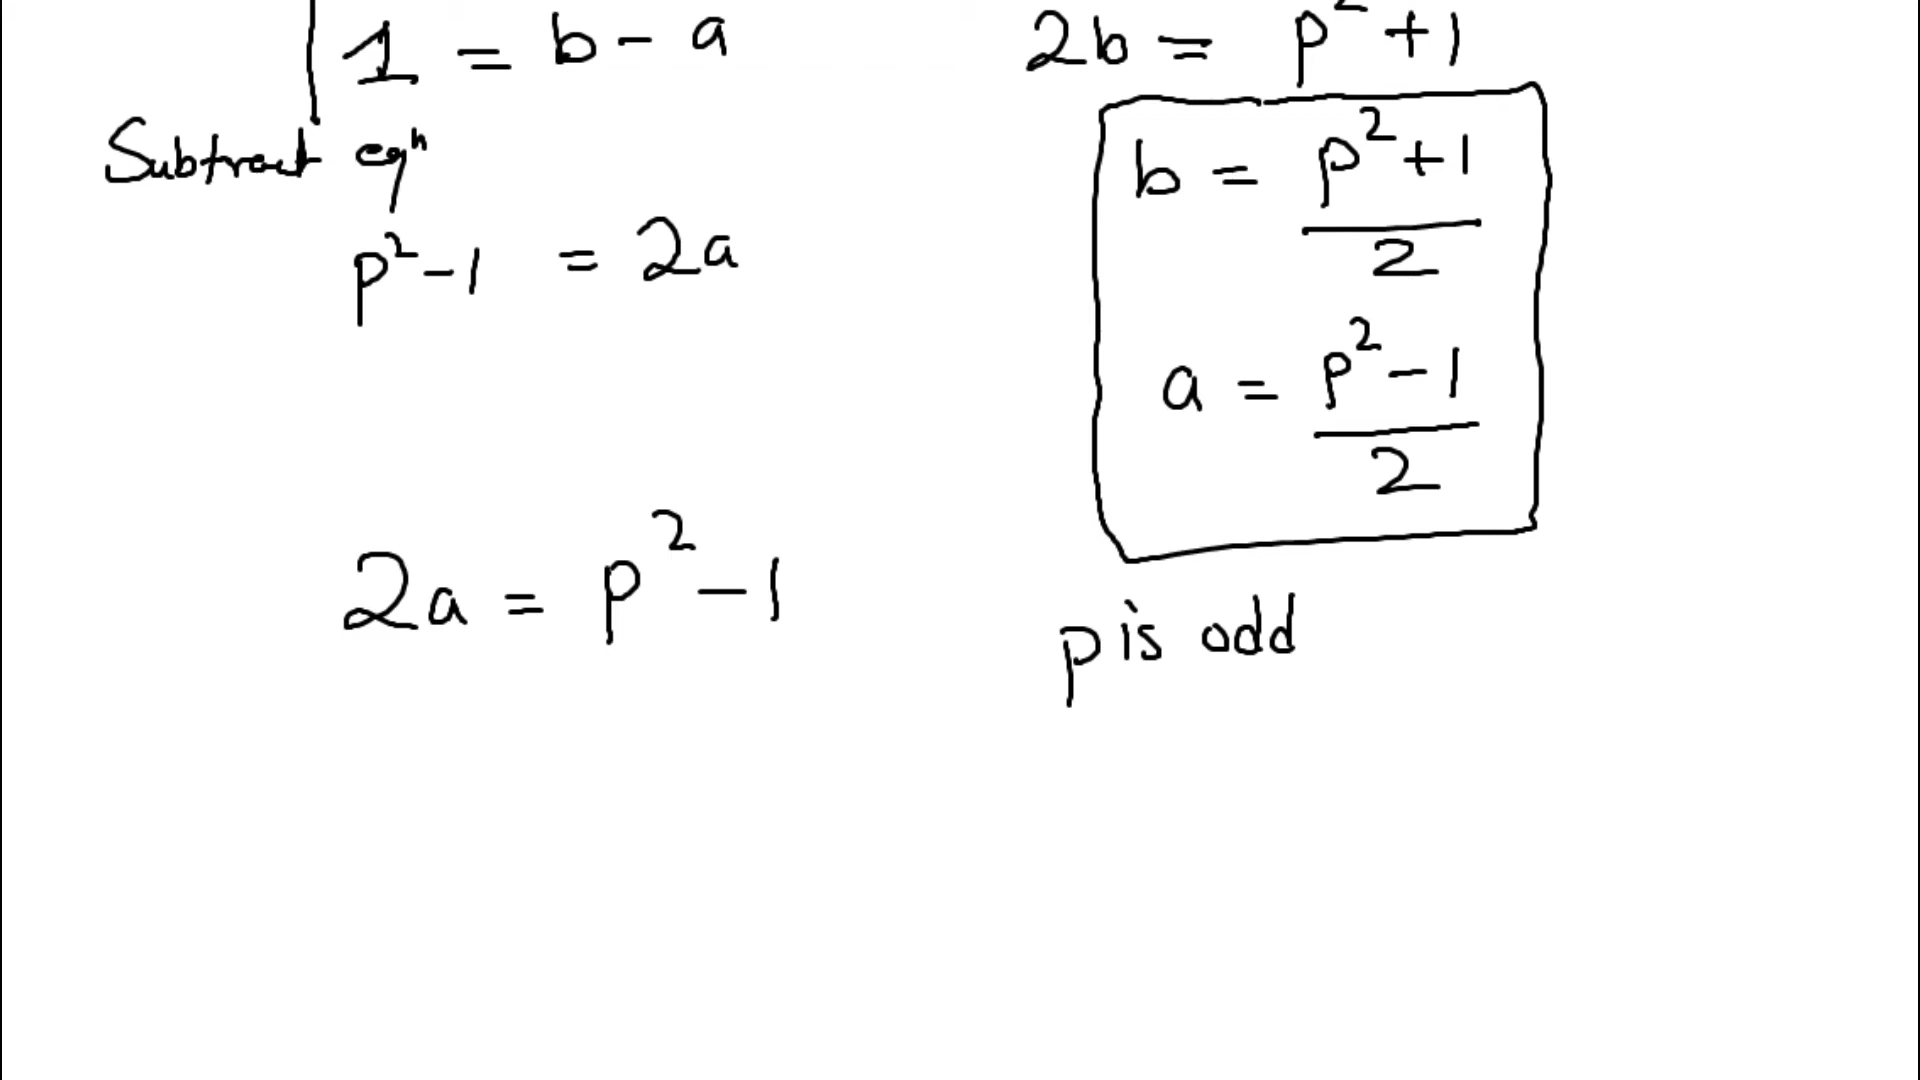 1 = b - a
Subtract eqⁿ
p² - 1 = 2a
2a = p² - 1
2b = p² + 1
b = p² + 1 / 2
a = p² - 1 / 2
p is odd